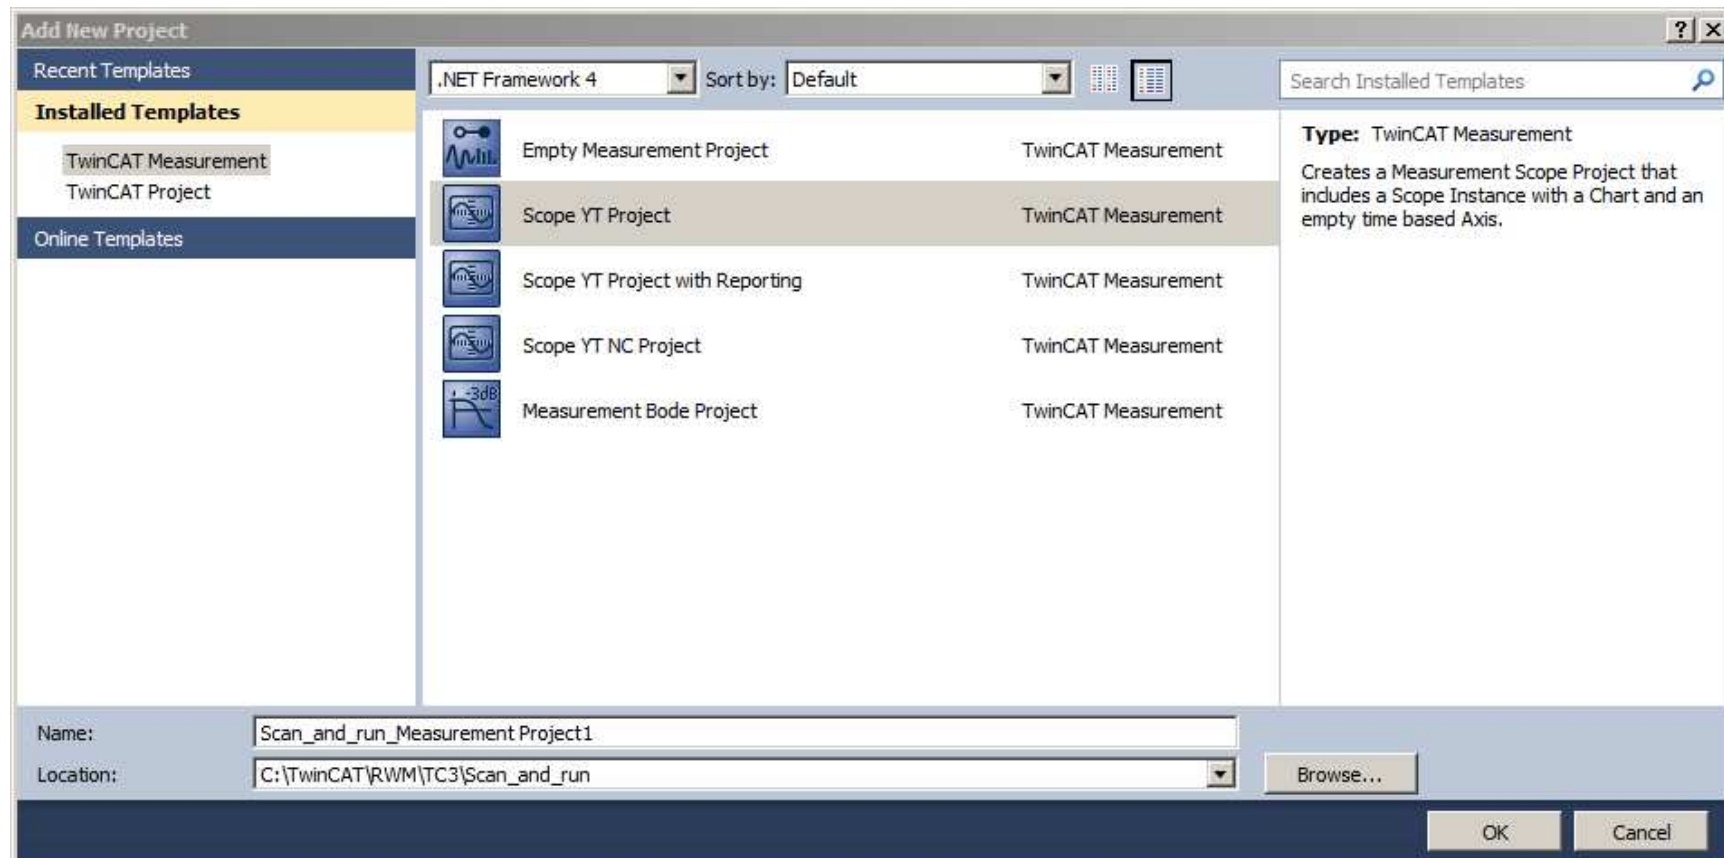 Add New Project
Recent Templates
Installed Templates
TwinCAT Measurement
TwinCAT Project
Online Templates
.NET Framework 4
Sort by: Default
Search Installed Templates
Empty Measurement Project TwinCAT Measurement
Scope YT Project TwinCAT Measurement
Scope YT Project with Reporting TwinCAT Measurement
Scope YT NC Project TwinCAT Measurement
-3dB
Measurement Bode Project TwinCAT Measurement
Type: TwinCAT Measurement
Creates a Measurement Scope Project that
includes a Scope Instance with a Chart and an
empty time based Axis.
Name: Scan_and_run_Measurement Project1
Location: C:\TwinCAT\RWM\TC3\Scan_and_run
Browse...
OK Cancel